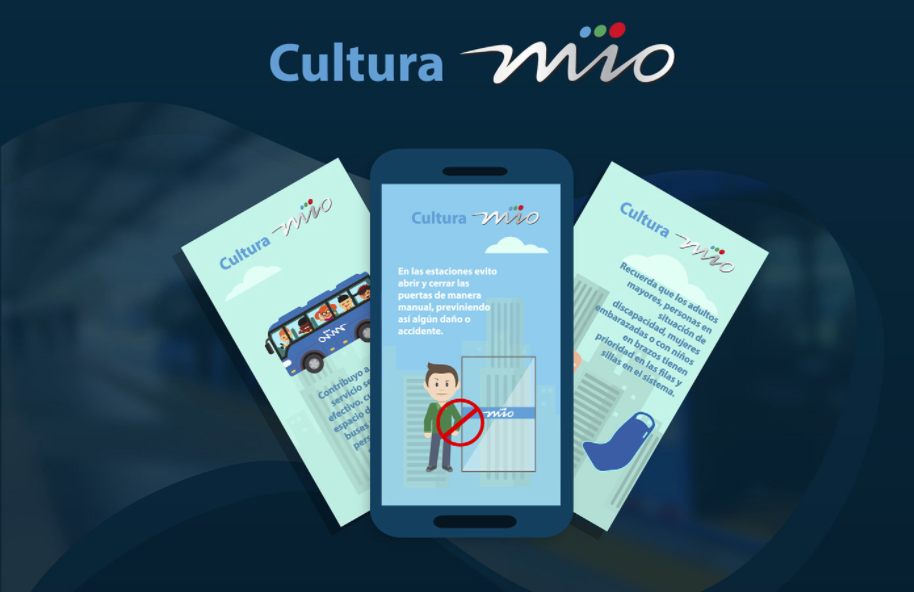 Cultura mio
Cultura mio
Contribuyo a
servicio se
efectivo, cu
espacio d
buses
pers
Cultura mio
En las estaciones evito
abrir y cerrar las
puertas de manera
manual, previniendo
así algún daño o
accidente.
mio
Cultura mio
Recuerda que los adultos
mayores, personas en
situación de
discapacidad, mujeres
embarazadas o con niños
en brazos tienen
prioridad en las filas y
sillas en el sistema.